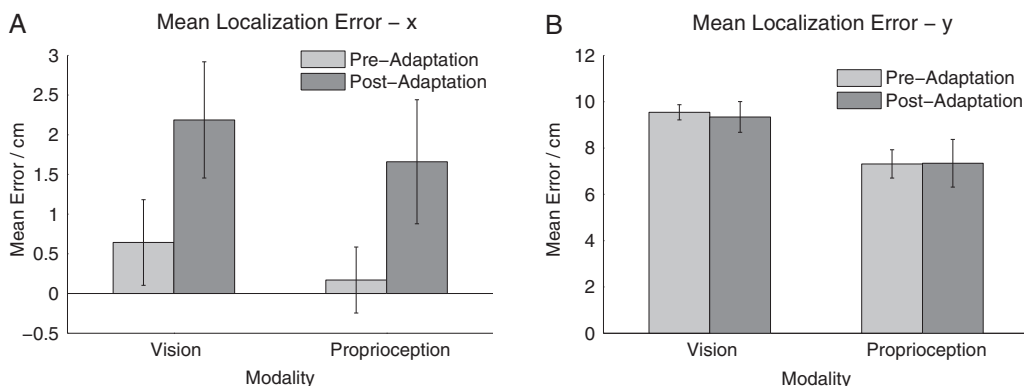 A
Mean Localization Error – x
Pre–Adaptation
Post–Adaptation
3
2.5
2
1.5
1
0.5
0
–0.5
Mean Error / cm
Vision
Proprioception
Modality
B
Mean Localization Error – y
Pre–Adaptation
Post–Adaptation
12
10
8
6
4
2
0
Mean Error / cm
Vision
Proprioception
Modality